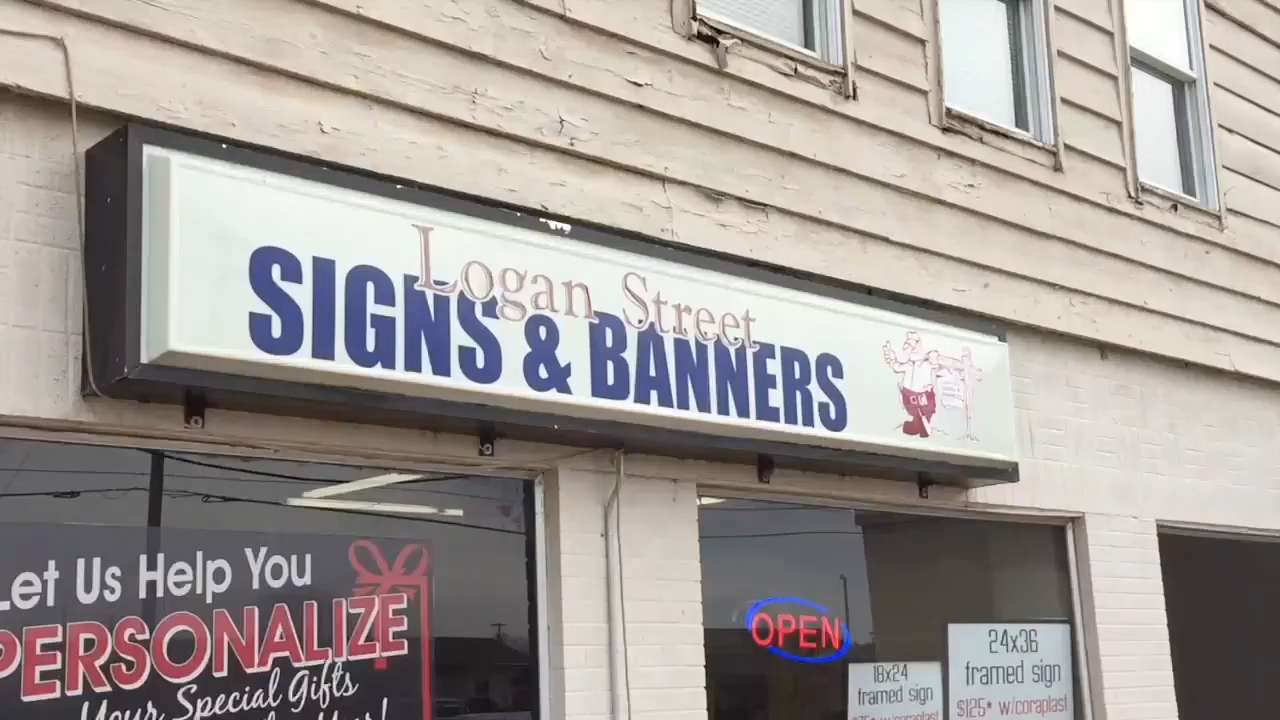 Logan Street
SIGNS & BANNERS
Let Us Help You
PERSONALIZE
Your Special Gifts
OPEN
18x24
framed sign
w/coraplast
24x36
framed sign
$125* w/coraplast